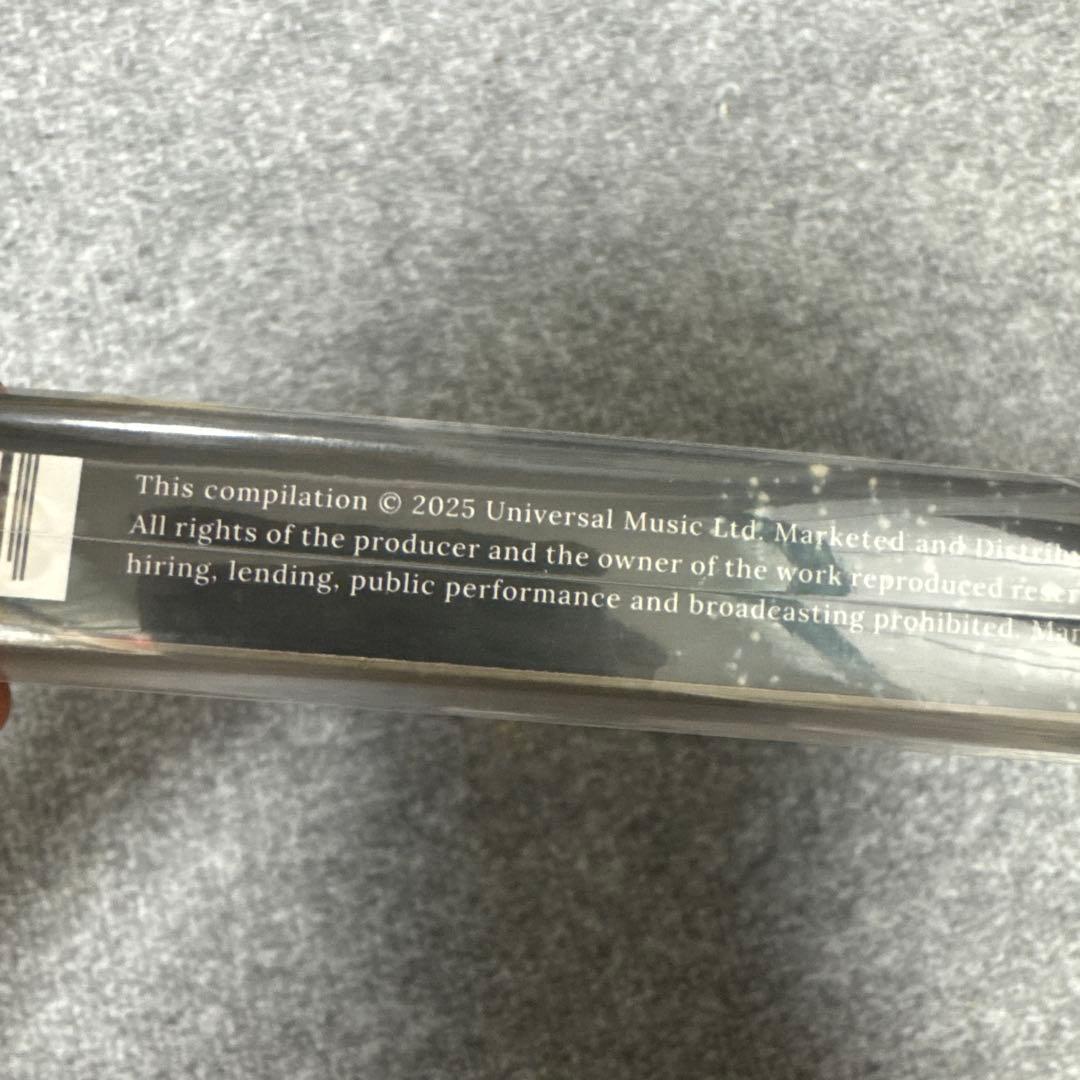 This compilation © 2025 Universal Music Ltd. Marketed and
All rights of the producer and the owner of the work reproduced
hiring, lending, public performance and broadcasting prohibited.